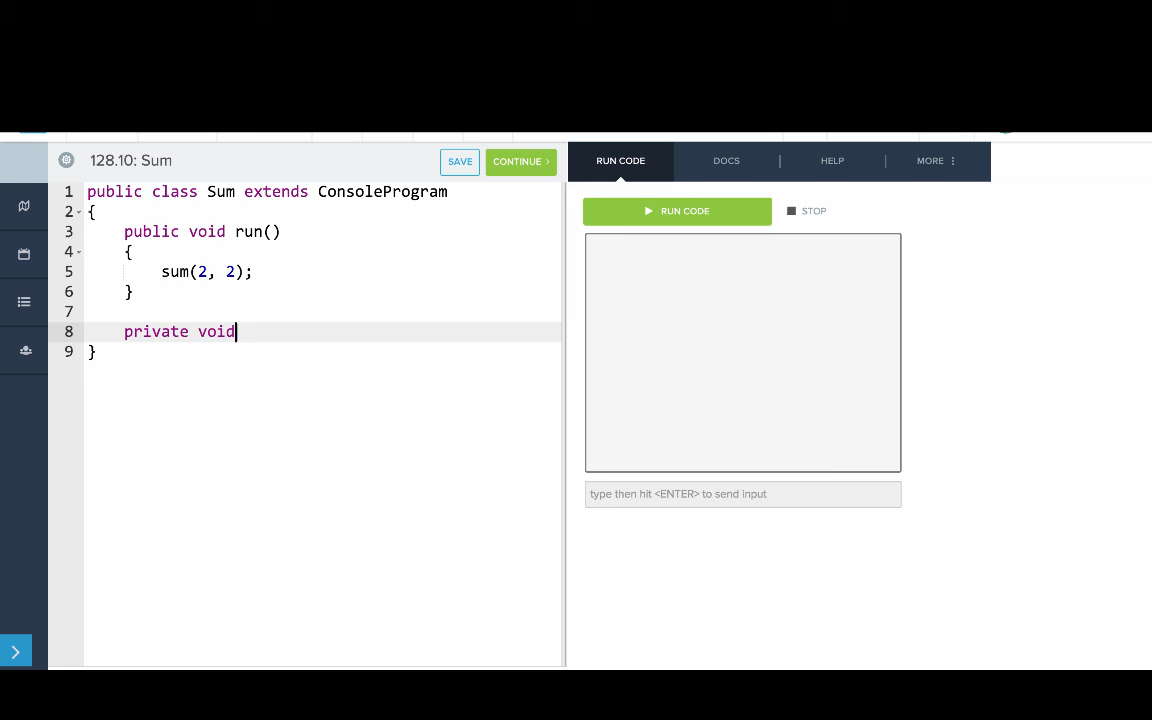 128.10: Sum
SAVE
CONTINUE >
RUN CODE
DOCS
HELP
MORE
1 public class Sum extends ConsoleProgram
2 {
3 public void run()
4 {
5 sum(2, 2);
6 }
7
8 private void
9 }
RUN CODE
STOP
type then hit <ENTER> to send input